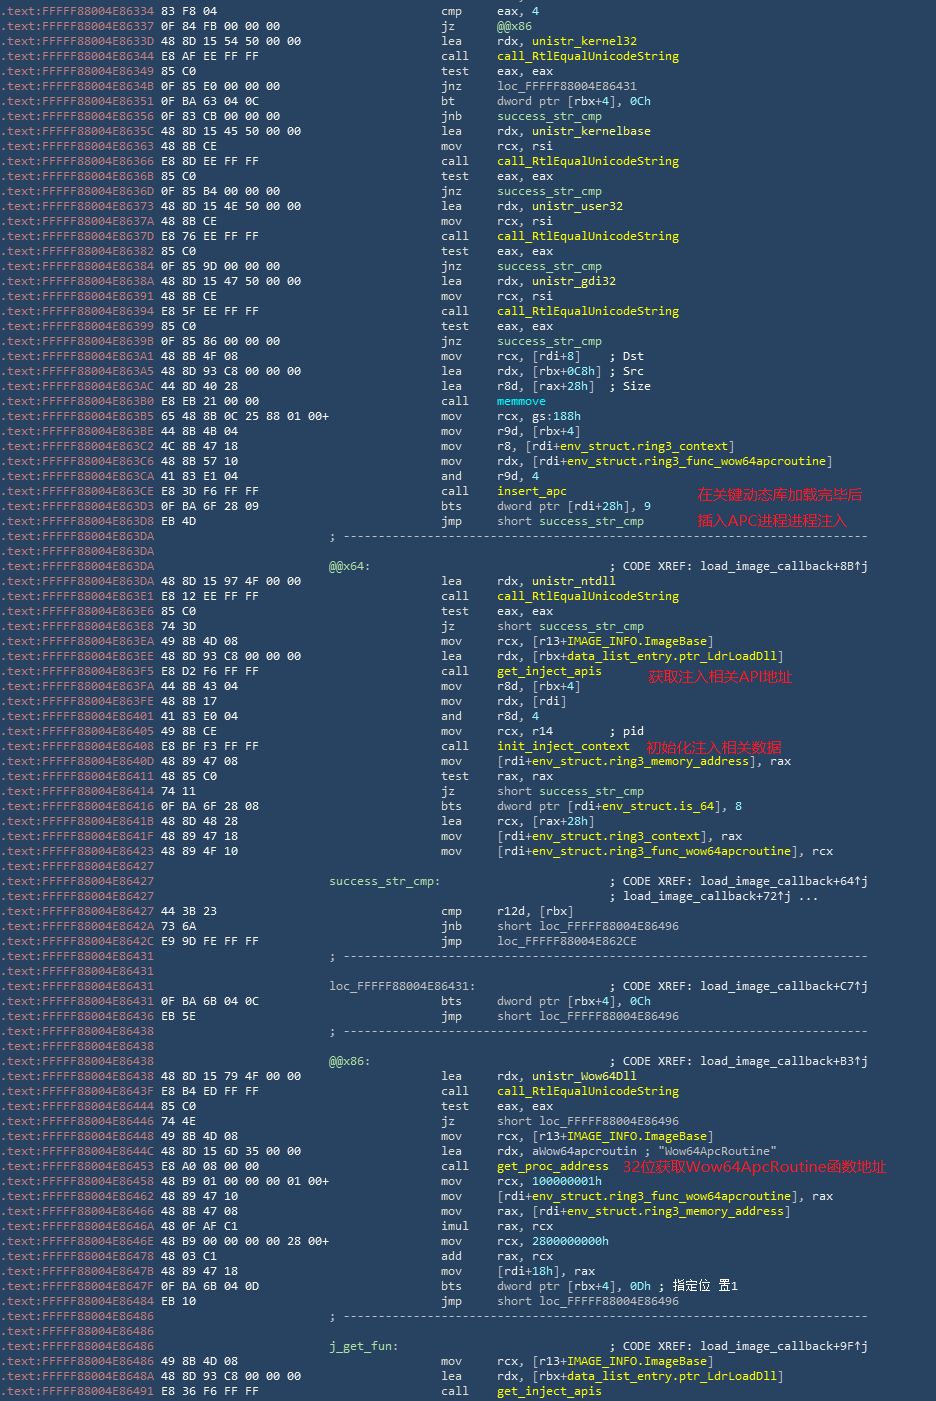 .text:FFFFF88004E86334 83 F8 04 cmp eax, 4
.text:FFFFF88004E86337 0F 84 FB 00 00 00 jz @@x86
.text:FFFFF88004E8633D 48 8D 15 54 50 00 00 lea rdx, unistr_kernel32
.text:FFFFF88004E86344 E8 AF EE FF FF call call_RtlEqualUnicodeString
.text:FFFFF88004E86349 85 C0 test eax, eax
.text:FFFFF88004E8634B 0F 85 E0 00 00 00 jnz loc_FFFFF88004E86431
.text:FFFFF88004E86351 0F BA 63 04 0C bt dword ptr [rbx+4], 0Ch
.text:FFFFF88004E86356 0F 83 CB 00 00 00 jnb success_str_cmp
.text:FFFFF88004E8635C 48 8D 15 45 50 00 00 lea rdx, unistr_kernelbase
.text:FFFFF88004E86363 48 8B CE mov rcx, rsi
.text:FFFFF88004E86366 E8 8D EE FF FF call call_RtlEqualUnicodeString
.text:FFFFF88004E8636B 85 C0 test eax, eax
.text:FFFFF88004E8636D 0F 85 B4 00 00 00 jnz success_str_cmp
.text:FFFFF88004E86373 48 8D 15 4E 50 00 00 lea rdx, unistr_user32
.text:FFFFF88004E8637A 48 8B CE mov rcx, rsi
.text:FFFFF88004E8637D E8 76 EE FF FF call call_RtlEqualUnicodeString
.text:FFFFF88004E86382 85 C0 test eax, eax
.text:FFFFF88004E86384 0F 85 9D 00 00 00 jnz success_str_cmp
.text:FFFFF88004E8638A 48 8D 15 47 50 00 00 lea rdx, unistr_gdi32
.text:FFFFF88004E86391 48 8B CE mov rcx, rsi
.text:FFFFF88004E86394 E8 5F EE FF FF call call_RtlEqualUnicodeString
.text:FFFFF88004E86399 85 C0 test eax, eax
.text:FFFFF88004E8639B 0F 85 86 00 00 00 jnz success_str_cmp
.text:FFFFF88004E863A1 48 8B 4F 08 mov rcx, [rdi+8] ; Dst
.text:FFFFF88004E863A5 48 8D 93 C8 00 00 00 lea rdx, [rbx+0C8h] ; Src
.text:FFFFF88004E863AC 44 8D 40 28 lea r8d, [rax+28h] ; Size
.text:FFFFF88004E863B0 E8 EB 21 00 00 call memmove
.text:FFFFF88004E863B5 65 48 8B 0C 25 88 01 00+ mov rcx, gs:188h
.text:FFFFF88004E863BE 44 8B 4B 04 mov r9d, [rbx+4]
.text:FFFFF88004E863C2 4C 8B 47 18 mov r8, [rdi+env_struct.ring3_context]
.text:FFFFF88004E863C6 48 8B 57 10 mov rdx, [rdi+env_struct.ring3_func_wow64apcroutine]
.text:FFFFF88004E863CA 41 83 E1 04 and r9d, 4
.text:FFFFF88004E863CE E8 3D F6 FF FF call insert_apc 在关键动态库加载完毕后
.text:FFFFF88004E863D3 0F BA 6F 28 09 bts dword ptr [rdi+28h], 9
.text:FFFFF88004E863D8 EB 4D jmp short success_str_cmp 插入APC进程进程注入
.text:FFFFF88004E863DA ; ---------------------------------------------------------------------------
.text:FFFFF88004E863DA
.text:FFFFF88004E863DA @@x64: ; CODE XREF: load_image_callback+8B↑j
.text:FFFFF88004E863DA 48 8D 15 97 4F 00 00 lea rdx, unistr_ntdll
.text:FFFFF88004E863E1 E8 12 EE FF FF call call_RtlEqualUnicodeString
.text:FFFFF88004E863E6 85 C0 test eax, eax
.text:FFFFF88004E863E8 74 3D jz short success_str_cmp
.text:FFFFF88004E863EA 49 8B 4D 08 mov rcx, [r13+IMAGE_INFO.ImageBase]
.text:FFFFF88004E863EE 48 8D 93 C8 00 00 00 lea rdx, [rbx+data_list_entry.ptr_LdrLoadDll]
.text:FFFFF88004E863F5 E8 D2 F6 FF FF call get_inject_apis 获取注入相关API地址
.text:FFFFF88004E863FA 44 8B 43 04 mov r8d, [rbx+4]
.text:FFFFF88004E863FE 48 8B 17 mov rdx, [rdi]
.text:FFFFF88004E86401 41 83 E0 04 and r8d, 4
.text:FFFFF88004E86405 49 8B CE mov rcx, r14 ; pid
.text:FFFFF88004E86408 E8 BF F3 FF FF call init_inject_context 初始化注入相关数据
.text:FFFFF88004E8640D 48 89 47 08 mov [rdi+env_struct.ring3_memory_address], rax
.text:FFFFF88004E86411 48 85 C0 test rax, rax
.text:FFFFF88004E86414 74 11 jz short success_str_cmp
.text:FFFFF88004E86416 0F BA 6F 28 08 bts dword ptr [rdi+env_struct.is_64], 8
.text:FFFFF88004E8641B 48 8D 48 28 lea rcx, [rax+28h]
.text:FFFFF88004E8641F 48 89 47 18 mov [rdi+env_struct.ring3_context], rax
.text:FFFFF88004E86423 48 89 4F 10 mov [rdi+env_struct.ring3_func_wow64apcroutine], rcx
.text:FFFFF88004E86427
.text:FFFFF88004E86427 success_str_cmp: ; CODE XREF: load_image_callback+64↑j
.text:FFFFF88004E86427 ; load_image_callback+72↑j ...
.text:FFFFF88004E86427 44 3B 23 cmp r12d, [rbx]
.text:FFFFF88004E8642A 73 6A jnb short loc_FFFFF88004E86496
.text:FFFFF88004E8642C E9 9D FE FF FF jmp loc_FFFFF88004E862CE
.text:FFFFF88004E86431 ; ---------------------------------------------------------------------------
.text:FFFFF88004E86431
.text:FFFFF88004E86431 loc_FFFFF88004E86431: ; CODE XREF: load_image_callback+C7↑j
.text:FFFFF88004E86431 0F BA 6B 04 0C bts dword ptr [rbx+4], 0Ch
.text:FFFFF88004E86436 EB 5E jmp short loc_FFFFF88004E86496
.text:FFFFF88004E86438 ; ---------------------------------------------------------------------------
.text:FFFFF88004E86438
.text:FFFFF88004E86438 @@x86: ; CODE XREF: load_image_callback+B3↑j
.text:FFFFF88004E86438 48 8D 15 79 4F 00 00 lea rdx, unistr_Wow64Dll
.text:FFFFF88004E8643F E8 B4 ED FF FF call call_RtlEqualUnicodeString
.text:FFFFF88004E86444 85 C0 test eax, eax
.text:FFFFF88004E86446 74 4E jz short loc_FFFFF88004E86496
.text:FFFFF88004E86448 49 8B 4D 08 mov rcx, [r13+IMAGE_INFO.ImageBase]
.text:FFFFF88004E8644C 48 8D 15 6D 35 00 00 lea rdx, aWow64apcroutin ; "Wow64ApcRoutine"
.text:FFFFF88004E86453 E8 A0 08 00 00 call get_proc_address 32位获取Wow64ApcRoutine函数地址
.text:FFFFF88004E86458 48 B9 01 00 00 00 01 00+ mov rcx, 100000001h
.text:FFFFF88004E86462 48 89 47 10 mov [rdi+env_struct.ring3_func_wow64apcroutine], rax
.text:FFFFF88004E86466 48 8B 47 08 mov rax, [rdi+env_struct.ring3_memory_address]
.text:FFFFF88004E8646A 48 0F AF C1 imul rax, rcx
.text:FFFFF88004E8646E 48 B9 00 00 00 00 28 00+ mov rcx, 2800000000h
.text:FFFFF88004E86478 48 03 C1 add rax, rcx
.text:FFFFF88004E8647B 48 89 47 18 mov [rdi+18h], rax
.text:FFFFF88004E8647F 0F BA 6B 04 0D bts dword ptr [rbx+4], 0Dh ; 指定位 置1
.text:FFFFF88004E86484 EB 10 jmp short loc_FFFFF88004E86496
.text:FFFFF88004E86486 ; ---------------------------------------------------------------------------
.text:FFFFF88004E86486
.text:FFFFF88004E86486 j_get_fun: ; CODE XREF: load_image_callback+9F↑j
.text:FFFFF88004E86486 49 8B 4D 08 mov rcx, [r13+IMAGE_INFO.ImageBase]
.text:FFFFF88004E8648A 48 8D 93 C8 00 00 00 lea rdx, [rbx+data_list_entry.ptr_LdrLoadDll]
.text:FFFFF88004E86491 E8 36 F6 FF FF call get_inject_apis